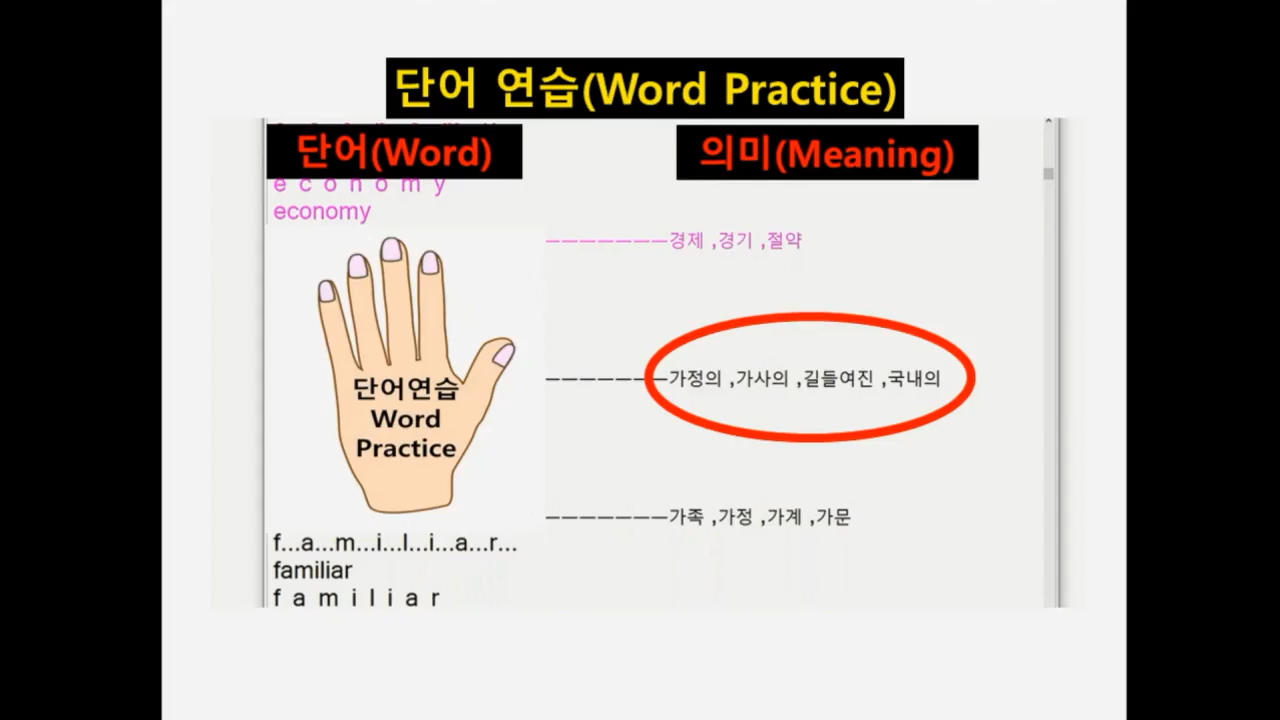 단어 연습(Word Practice)
단어(Word)
의미(Meaning)
e c o n o m y
economy
———————경제 ,경기 ,절약
단어연습
Word
Practice
———————가정의 ,가사의 ,길들여진 ,국내의
———————가족 ,가정 ,가계 ,가문
f...a...m...i...l...i...a...r...
familiar
f a m i l i a r